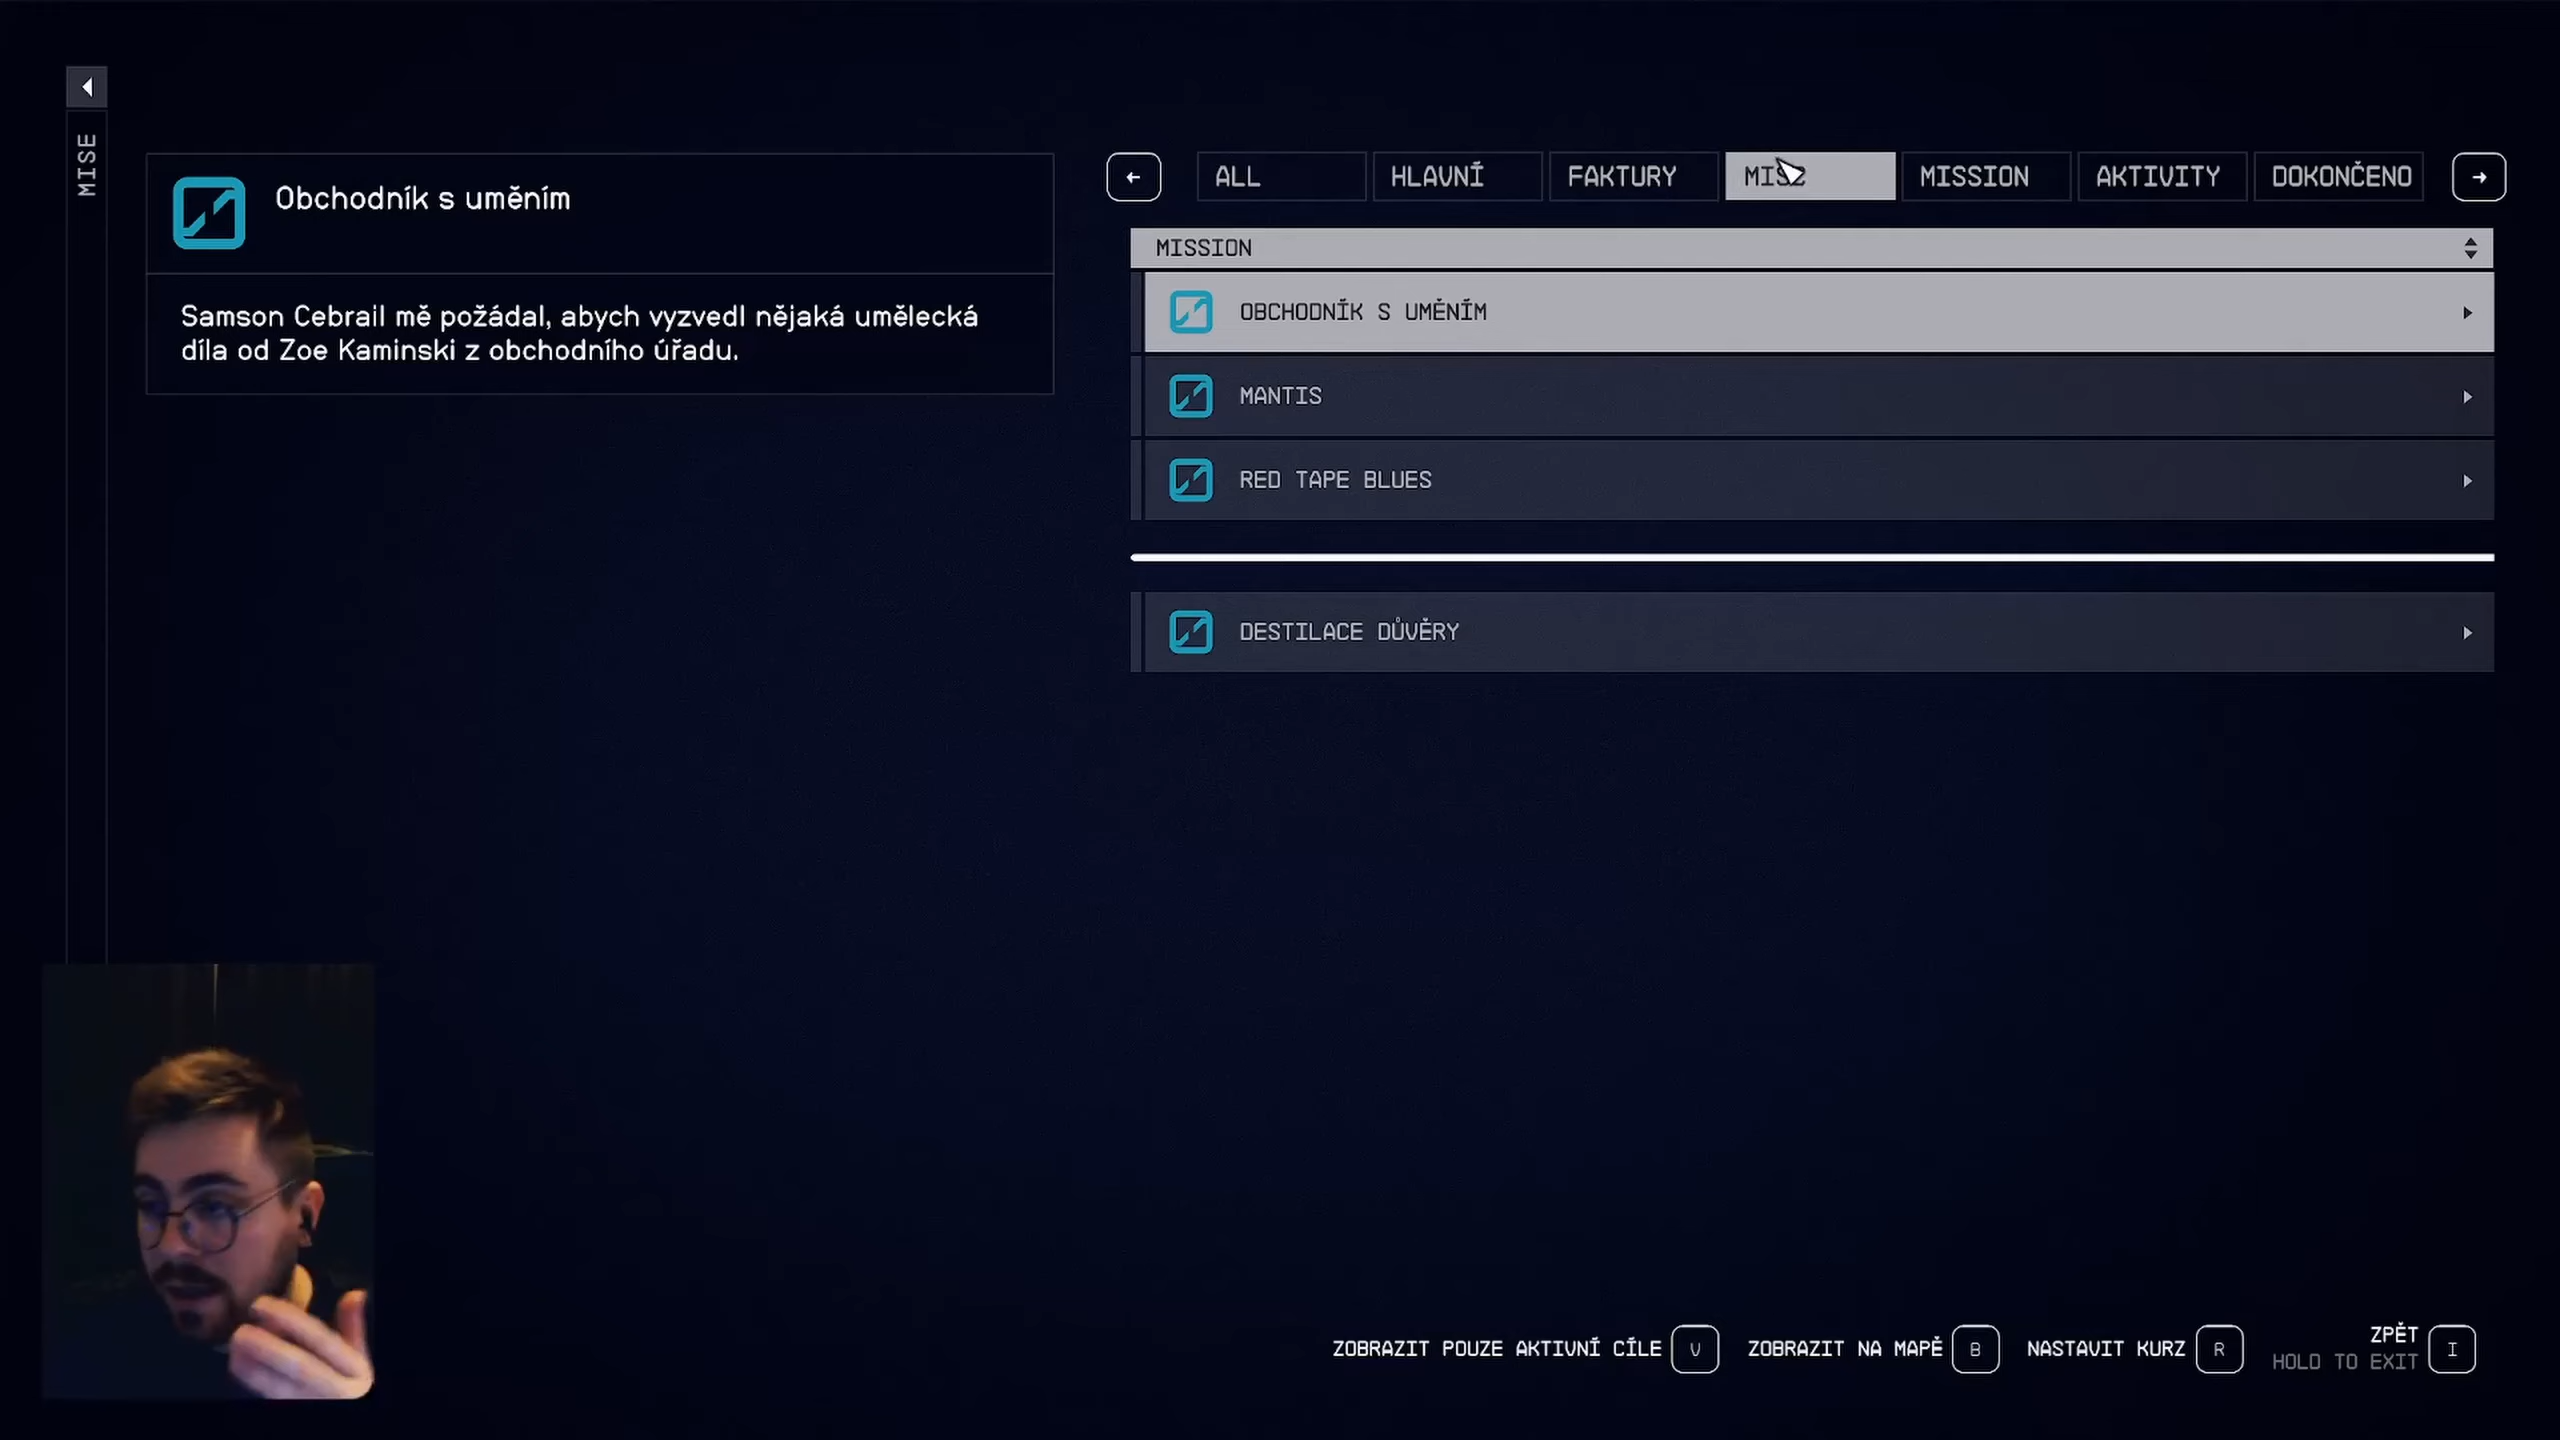 MISE
Obchodník s uměním
Samson Cebrail mě požádal, abych vyzvedl nějaká umělecká
díla od Zoe Kaminski z obchodního úřadu.
ALL HLAVNÍ FAKTURY MISE MISSION AKTIVITY DOKONČENO
MISSION
OBCHODNÍK S UMĚNÍM
MANTIS
RED TAPE BLUES
DESTILACE DŮVĚRY
ZOBRAZIT POUZE AKTIVNÍ CÍLE V ZOBRAZIT NA MAPĚ B NASTAVIT KURZ R ZPĚT I
HOLD TO EXIT